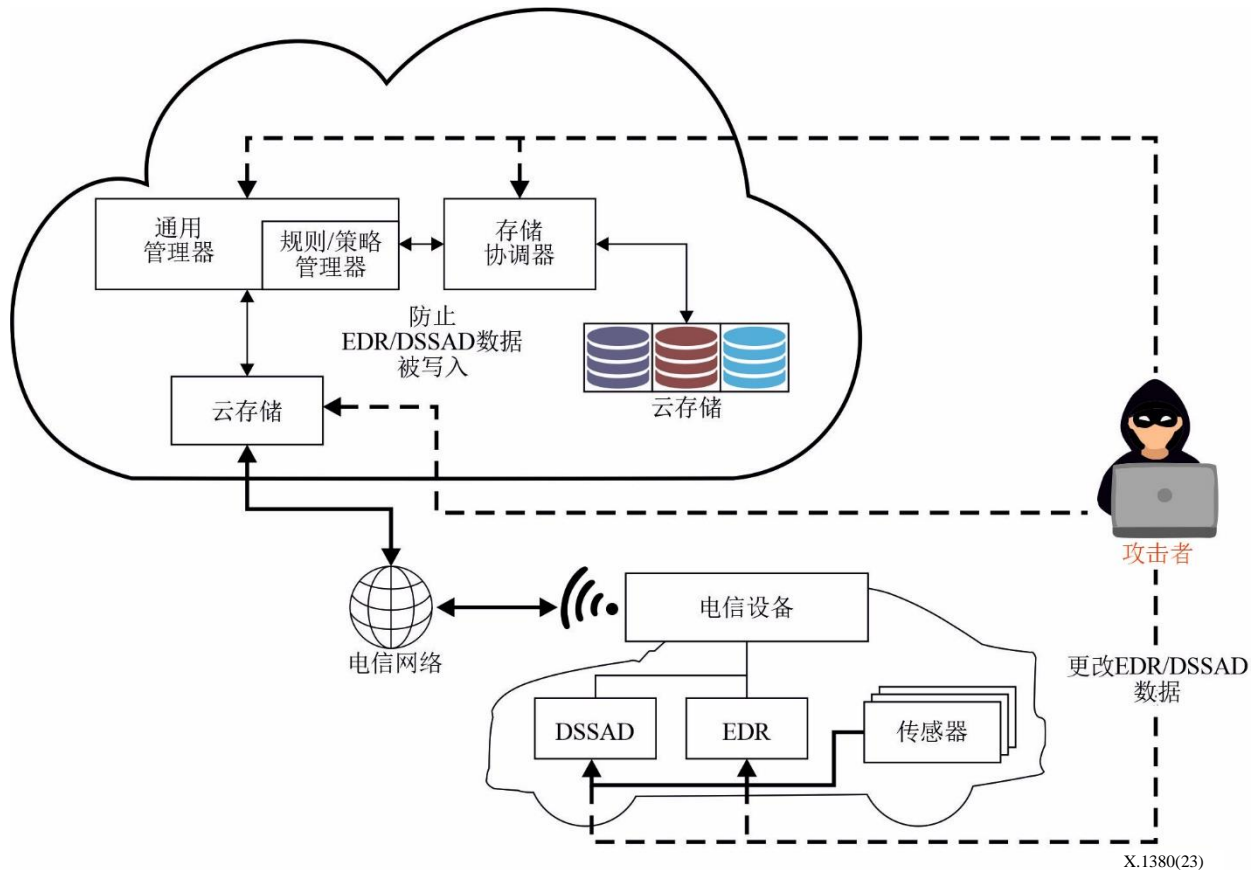 通用
管理器
规则/策略
管理器
存储
协调器
防止
EDR/DSSAD数据
被写入
云存储
云存储
攻击者
电信网络
电信设备
更改EDR/DSSAD
数据
DSSAD
EDR
传感器
X.1380(23)